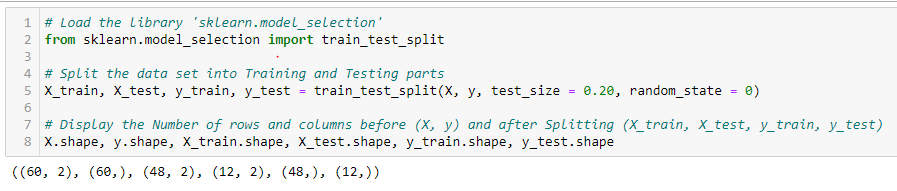 1 # Load the library 'sklearn.model_selection'
2 from sklearn.model_selection import train_test_split
3
4 # Split the data set into Training and Testing parts
5 X_train, X_test, y_train, y_test = train_test_split(X, y, test_size = 0.20, random_state = 0)
6
7 # Display the Number of rows and columns before (X, y) and after Splitting (X_train, X_test, y_train, y_test)
8 X.shape, y.shape, X_train.shape, X_test.shape, y_train.shape, y_test.shape
((60, 2), (60,), (48, 2), (12, 2), (48,), (12,))